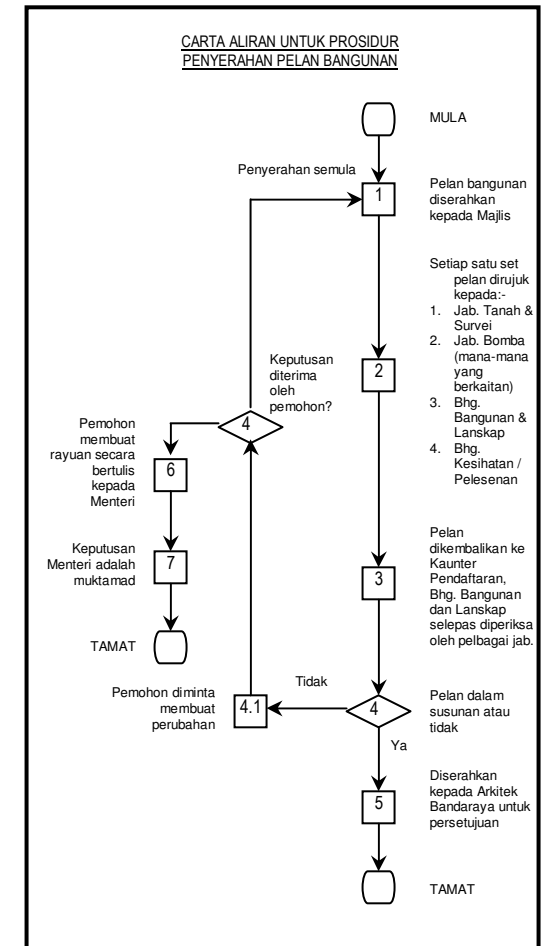 CARTA ALIRAN UNTUK PROSIDUR
PENYERAHAN PELAN BANGUNAN
MULA
Penyerahan semula
1
Pelan bangunan
diserahkan
kepada Majlis
Setiap satu set
pelan dirujuk
kepada:-
1. Jab. Tanah &
Survei
2. Jab. Bomba
(mana-mana
yang
berkaitan)
3. Bhg.
Bangunan &
Lanskap
4. Bhg.
Kesihatan /
Pelesenan
2
Keputusan
diterima
oleh
pemohon?
4
Pemohon
membuat
rayuan secara
bertulis
kepada
Menteri
6
Keputusan
Menteri adalah
muktamad
7
TAMAT
Pelan
dikembalikan ke
Kaunter
Pendaftaran,
Bhg. Bangunan
dan Lanskap
selepas diperiksa
oleh pelbagai jab.
3
Tidak
Pemohon diminta
membuat
perubahan
4.1
4
Pelan dalam
susunan atau
tidak
Ya
Diserahkan
kepada Arkitek
Bandaraya untuk
persetujuan
5
TAMAT